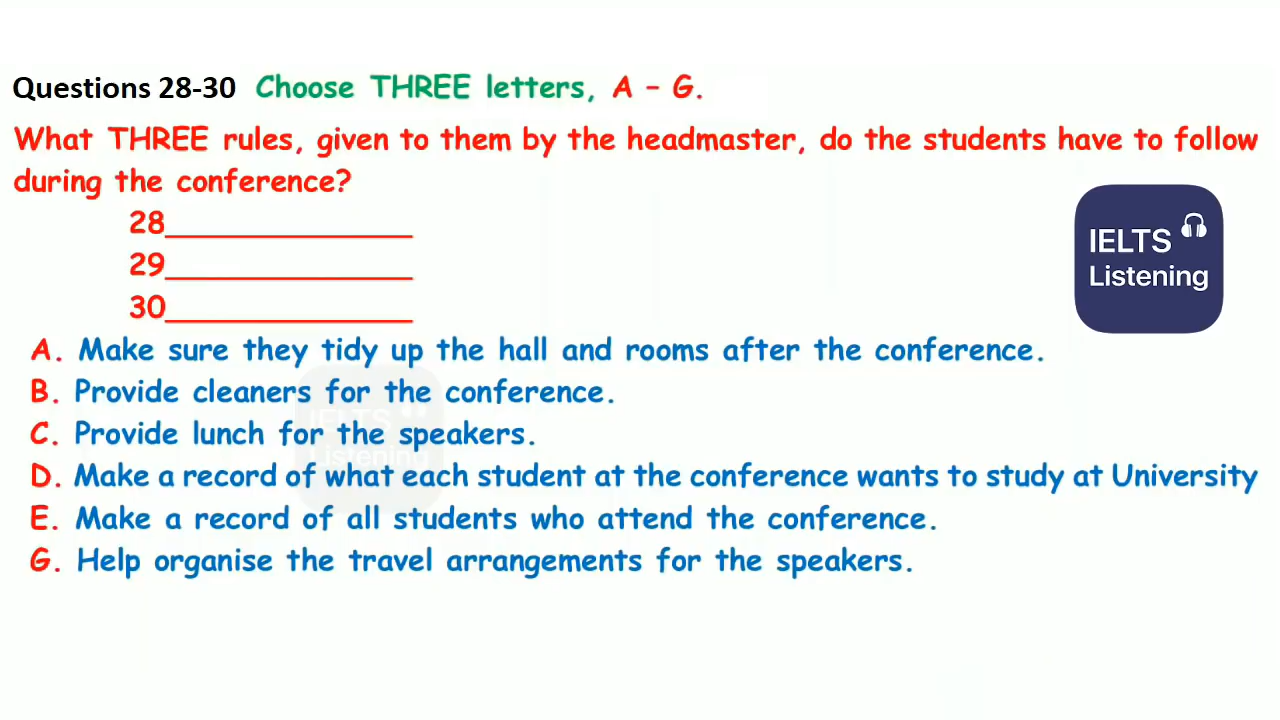 Questions 28-30 Choose THREE letters, A – G.
What THREE rules, given to them by the headmaster, do the students have to follow
during the conference?
28______________
29______________
30______________
IELTS
Listening
A. Make sure they tidy up the hall and rooms after the conference.
B. Provide cleaners for the conference.
C. Provide lunch for the speakers.
IELTS
Listening
D. Make a record of what each student at the conference wants to study at University
E. Make a record of all students who attend the conference.
G. Help organise the travel arrangements for the speakers.